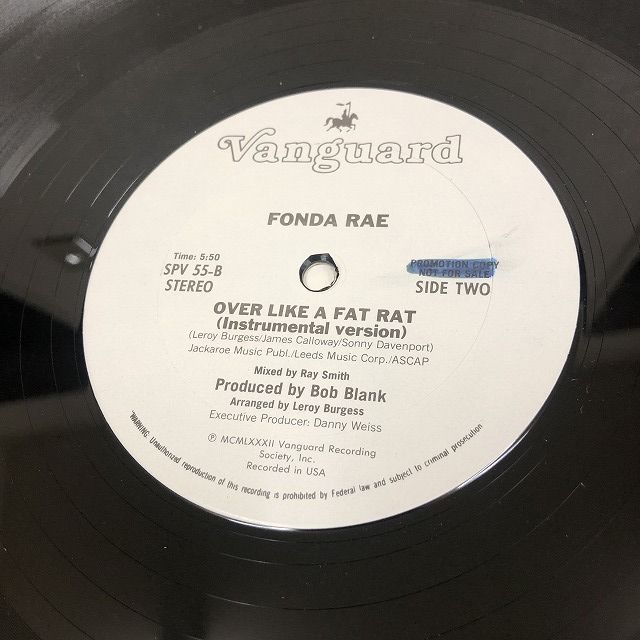 Vanguard
FONDA RAE
Time: 5:50
SPV 55-B
STEREO
PROMOTION COPY
NOT FOR SALE
SIDE TWO
OVER LIKE A FAT RAT
(Instrumental version)
(Leroy Burgess/James Calloway/Sonny Davenport)
Jackaroe Music Publ./Leeds Music Corp./ASCAP
Mixed by Ray Smith
Produced by Bob Blank
Arranged by Leroy Burgess
Executive Producer: Danny Weiss
℗ MCMLXXXII Vanguard Recording
Society, Inc.
Recorded in USA
"WARNING: Unauthorized reproduction of this recording is prohibited by Federal law and subject to criminal prosecution